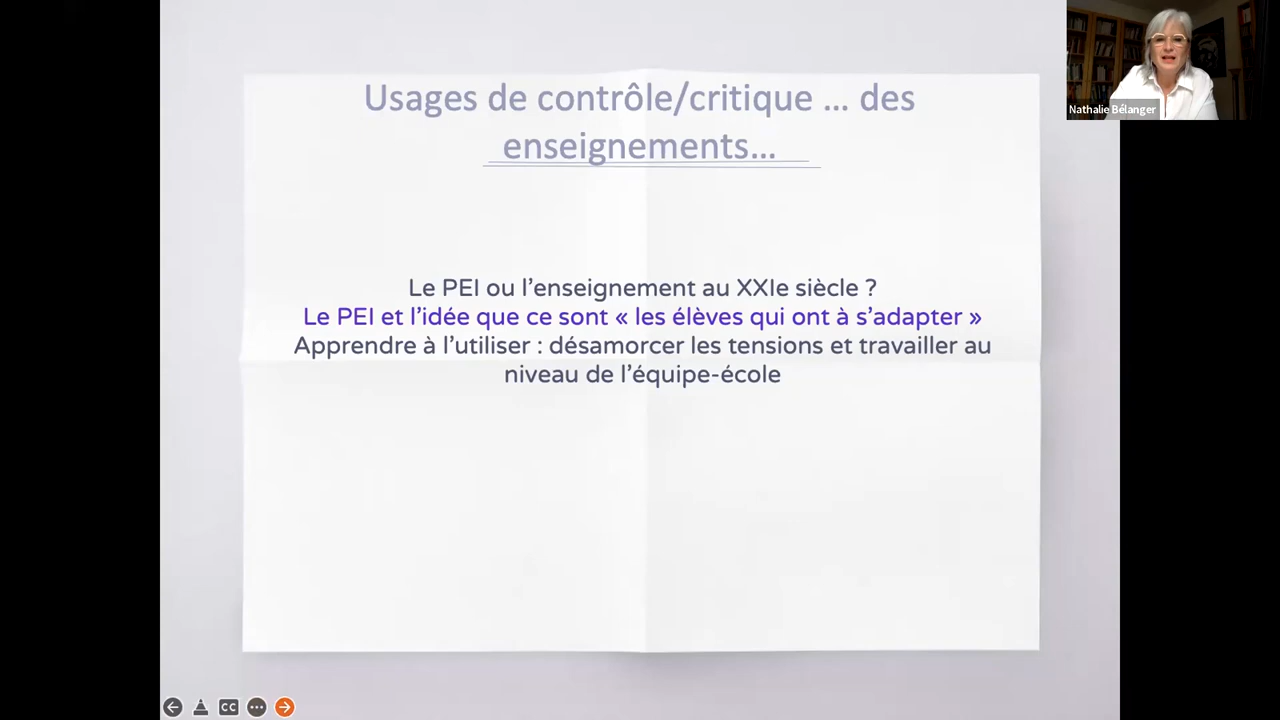 Usages de contrôle/critique ... des
enseignements...
Le PEI ou l'enseignement au XXIe siècle ?
Le PEI et l'idée que ce sont « les élèves qui ont à s'adapter »
Apprendre à l'utiliser : désamorcer les tensions et travailler au
niveau de l'équipe-école
Nathalie Bélanger
CC